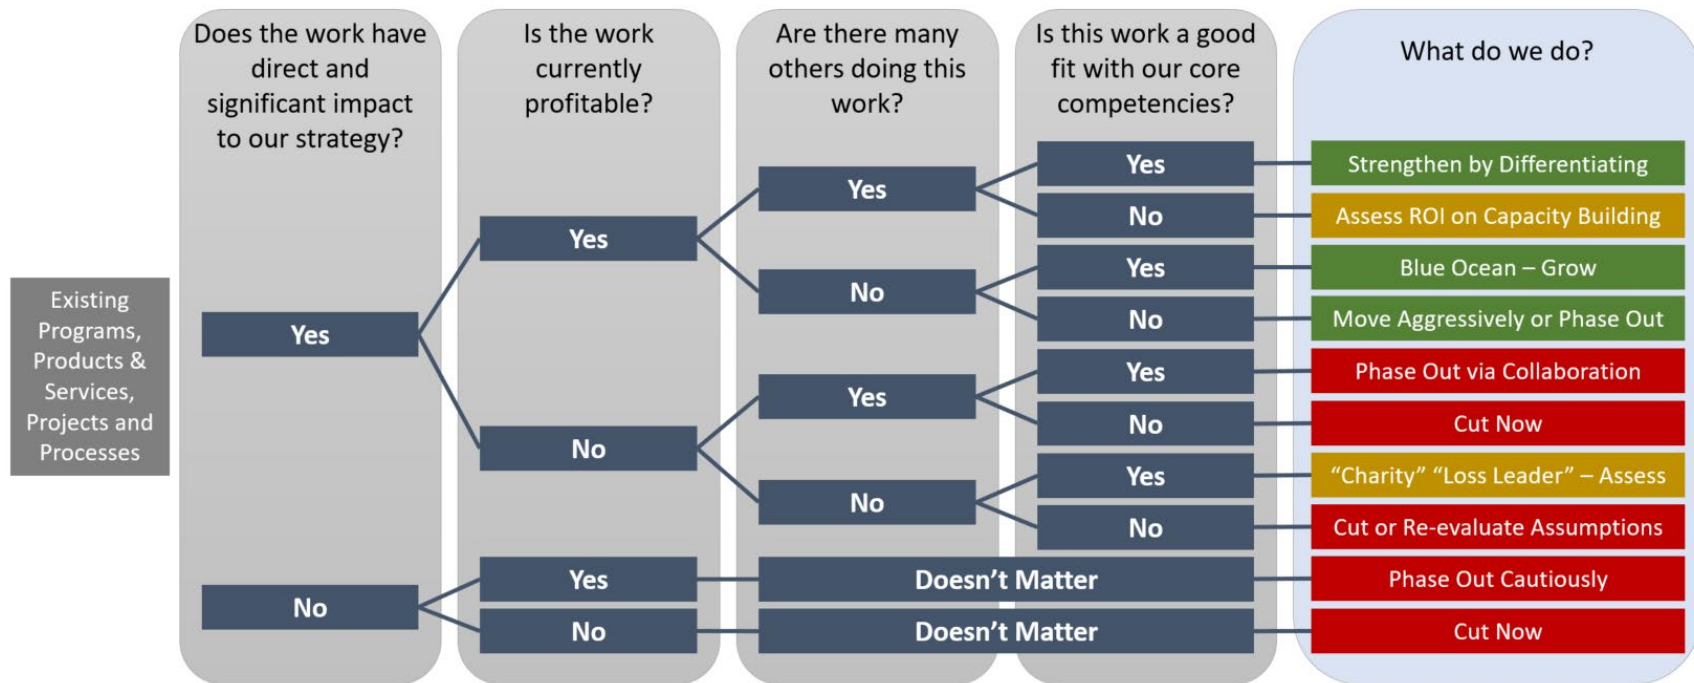 Does the work have
direct and
significant impact
to our strategy?
Is the work
currently
profitable?
Are there many
others doing this
work?
Is this work a good
fit with our core
competencies?
What do we do?
Existing
Programs,
Products &
Services,
Projects and
Processes
Yes
No
Yes
No
Yes
No
Yes
No
Yes
No
Doesn’t Matter
Doesn’t Matter
Yes
No
Yes
No
Yes
No
Yes
No
Strengthen by Differentiating
Assess ROI on Capacity Building
Blue Ocean – Grow
Move Aggressively or Phase Out
Phase Out via Collaboration
Cut Now
“Charity” “Loss Leader” – Assess
Cut or Re-evaluate Assumptions
Phase Out Cautiously
Cut Now